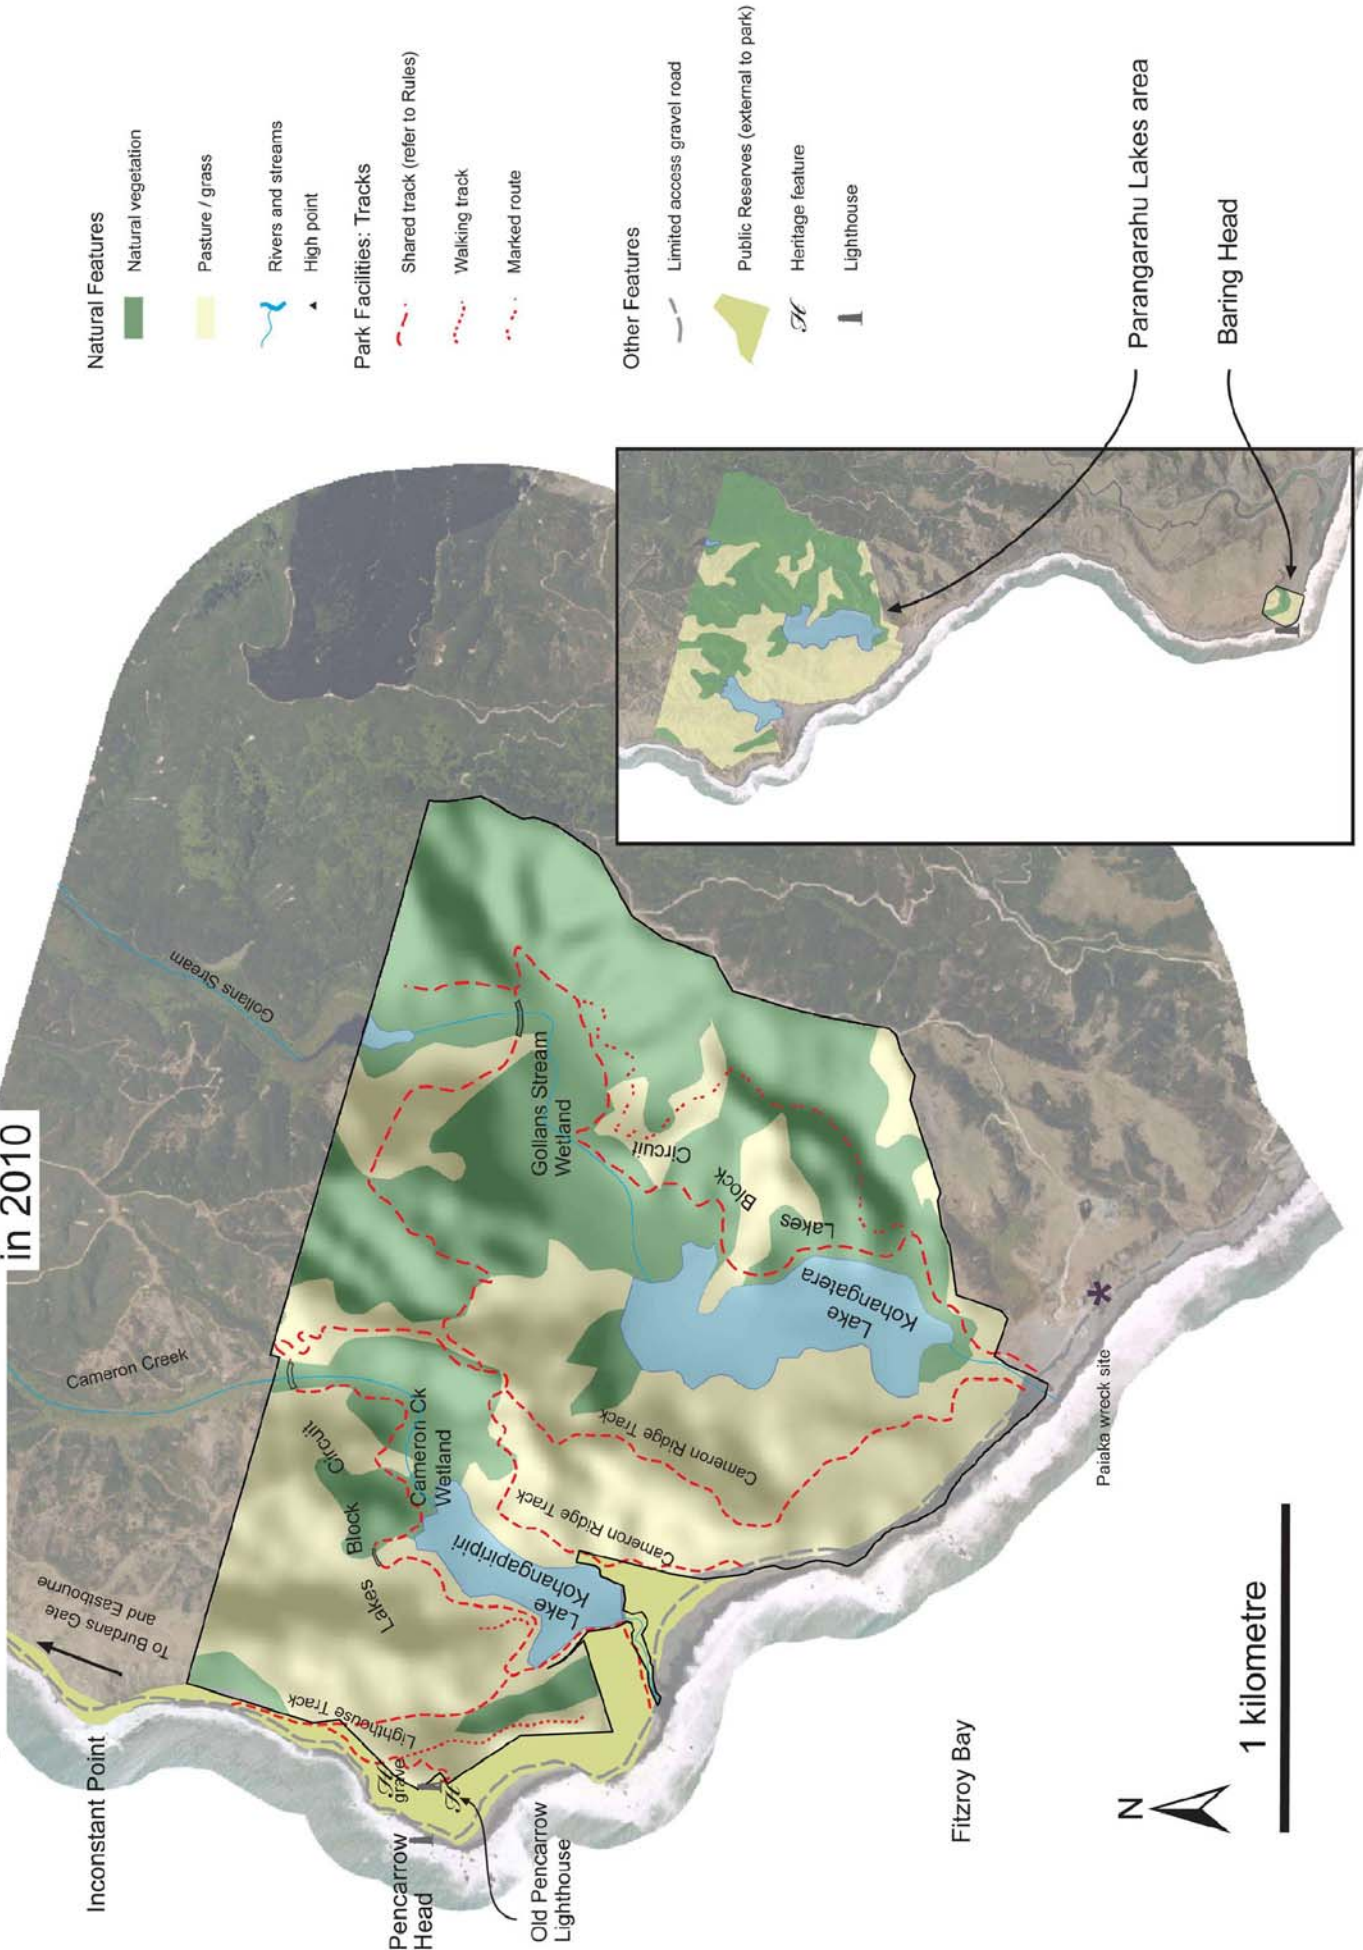 in 2010
Inconstant Point
To Burdans Gate
and Eastbourne
Cameron Creek
Gollans Stream
Pencarrow
Head
Old Pencarrow
Lighthouse
H
grave
H
Lighthouse Track
Lakes
Block
Circuit
Cameron Ck
Wetland
Lake
Kohangapiripiri
Cameron Ridge Track
Cameron Ridge Track
Gollans Stream
Wetland
Circuit
Block
Lakes
Lake
Kohangatera
Fitzroy Bay
Paiaka wreck site
*
N
1 kilometre
Natural Features
Natural vegetation
Pasture / grass
Rivers and streams
High point
Park Facilities: Tracks
Shared track (refer to Rules)
Walking track
Marked route
Other Features
Limited access gravel road
Public Reserves (external to park)
H
Heritage feature
Lighthouse
Parangarahu Lakes area
Baring Head